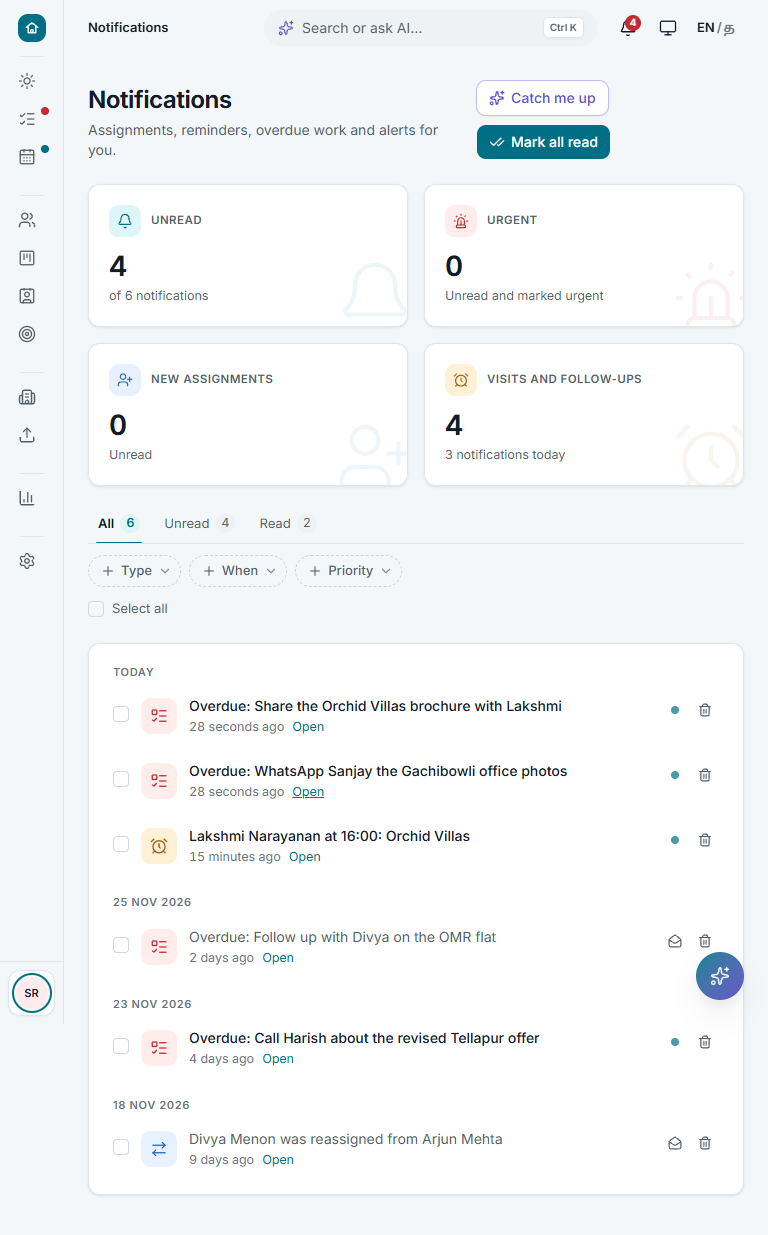 Notifications
Search or ask AI...
Ctrl K
4
EN / த
Notifications
Assignments, reminders, overdue work and alerts for
you.
Catch me up
Mark all read
UNREAD
4
of 6 notifications
URGENT
0
Unread and marked urgent
NEW ASSIGNMENTS
0
Unread
VISITS AND FOLLOW-UPS
4
3 notifications today
All 6
Unread 4
Read 2
+ Type
+ When
+ Priority
Select all
TODAY
Overdue: Share the Orchid Villas brochure with Lakshmi
28 seconds ago Open
Overdue: WhatsApp Sanjay the Gachibowli office photos
28 seconds ago Open
Lakshmi Narayanan at 16:00: Orchid Villas
15 minutes ago Open
25 NOV 2026
Overdue: Follow up with Divya on the OMR flat
2 days ago Open
23 NOV 2026
Overdue: Call Harish about the revised Tellapur offer
4 days ago Open
18 NOV 2026
Divya Menon was reassigned from Arjun Mehta
9 days ago Open
SR